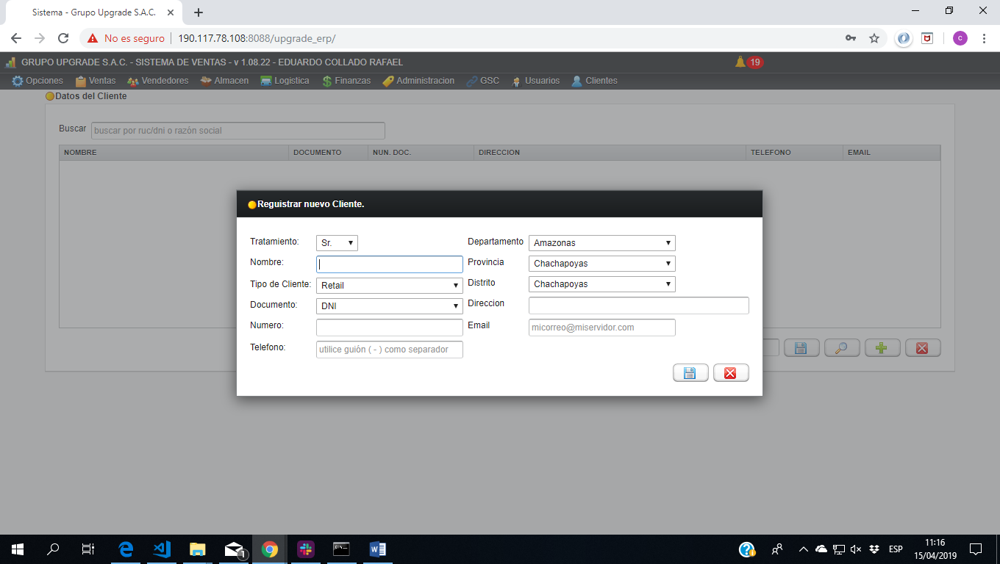 Sistema - Grupo Upgrade S.A.C.
No es seguro 190.117.78.108:8088/upgrade_erp/
c
GRUPO UPGRADE S.A.C. - SISTEMA DE VENTAS - v 1.08.22 - EDUARDO COLLADO RAFAEL 19
Opciones Ventas Vendedores Almacen Logistica Finanzas Administracion GSC Usuarios Clientes
Datos del Cliente
Buscar buscar por ruc/dni o razón social
NOMBRE DOCUMENTO NUN. DOC. DIRECCION TELEFONO EMAIL
Reguistrar nuevo Cliente.
Tratamiento: Sr. Departamento Amazonas
Nombre: Provincia Chachapoyas
Tipo de Cliente: Retail Distrito Chachapoyas
Documento: DNI Direccion
Numero: Email micorreo@miservidor.com
Telefono: utilice guión ( - ) como separador
1
ESP
11:16
15/04/2019